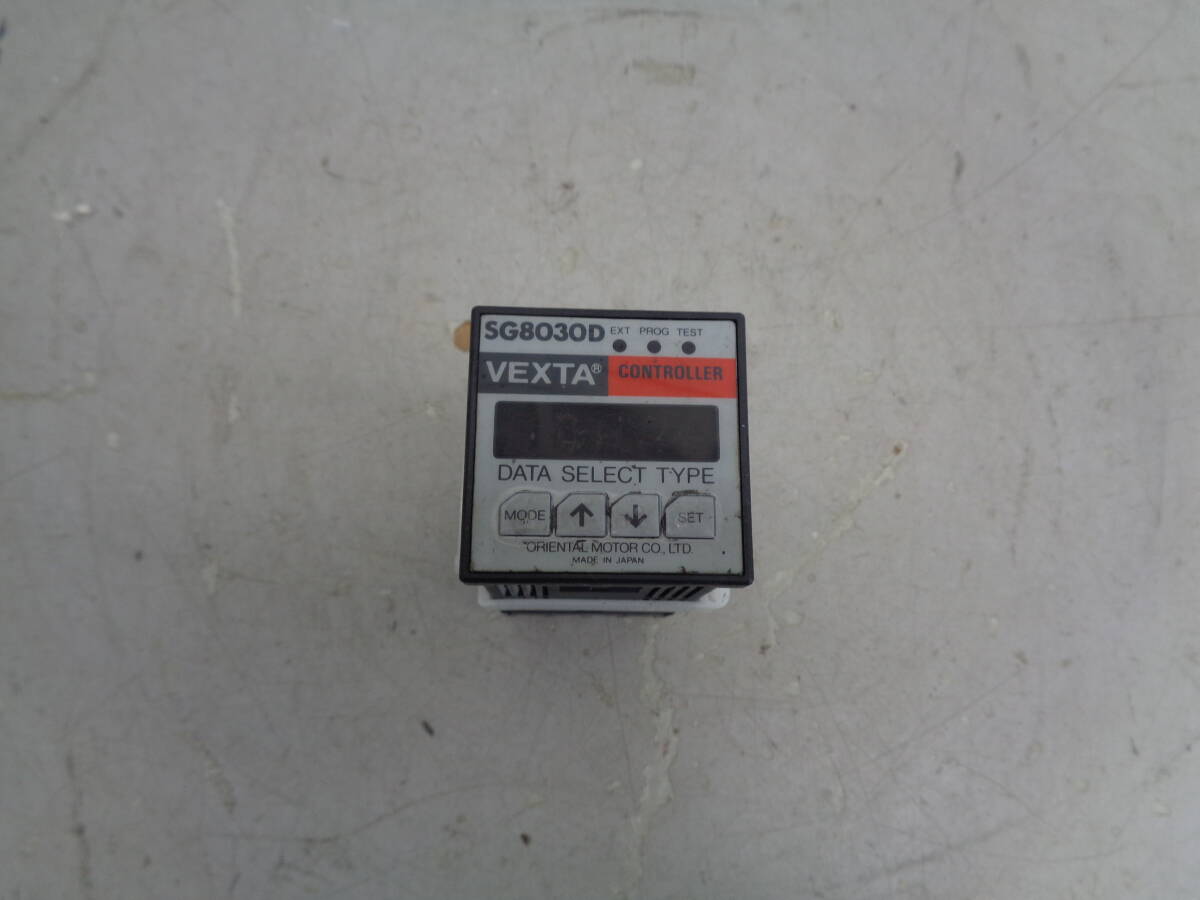 SG8030D EXT PROG TEST
VEXTA® CONTROLLER
DATA SELECT TYPE
MODE ↑ ↓ SET
ORIENTAL MOTOR CO., LTD.
MADE IN JAPAN